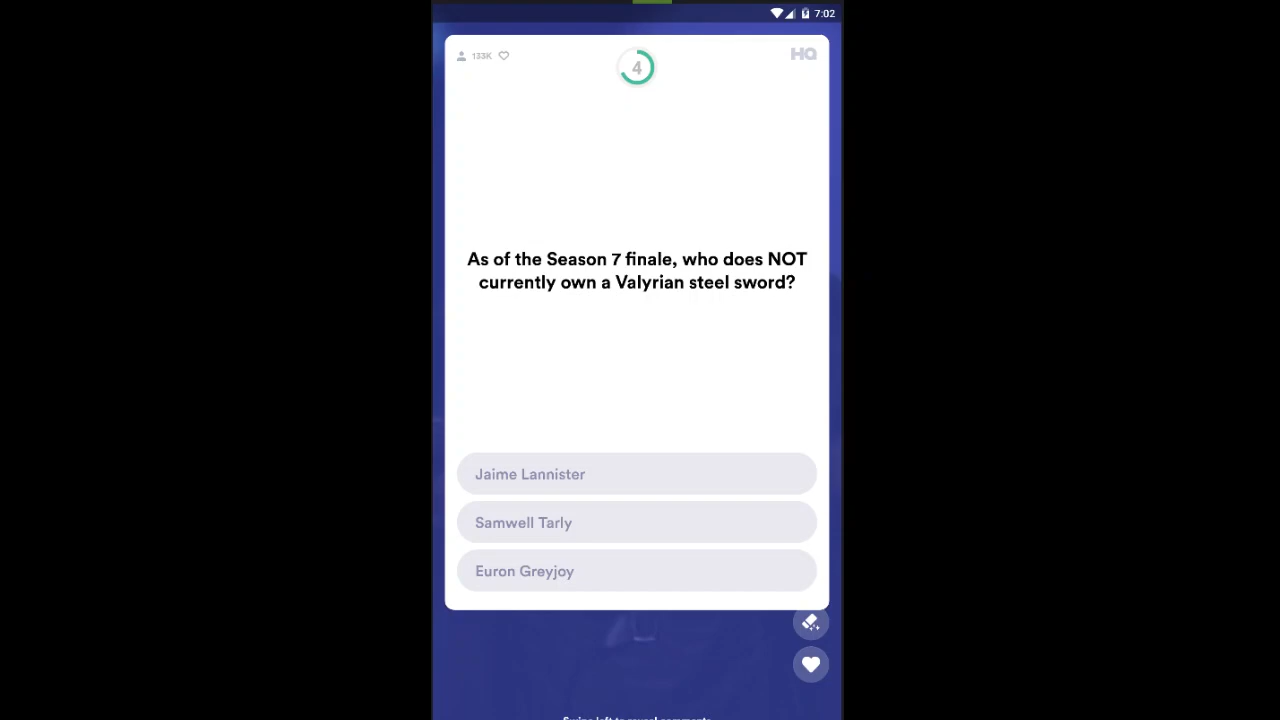 7:02
133K
4
HQ
As of the Season 7 finale, who does NOT
currently own a Valyrian steel sword?
Jaime Lannister
Samwell Tarly
Euron Greyjoy